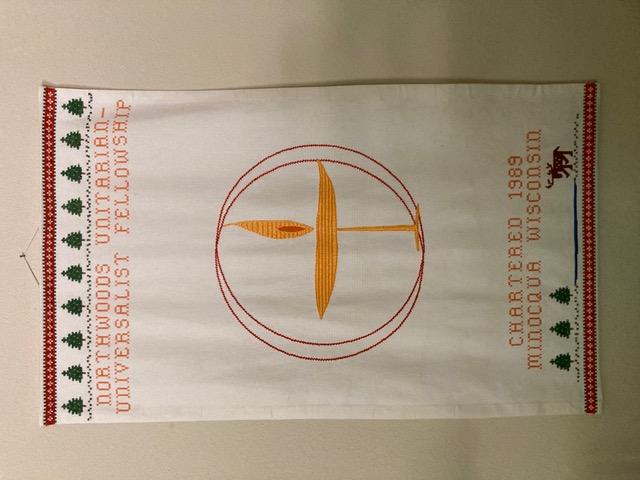 NORTHWOODS UNITARIAN-
UNIVERSALIST FELLOWSHIP
CHARTERED 1989
MINOCQUA WISCONSIN